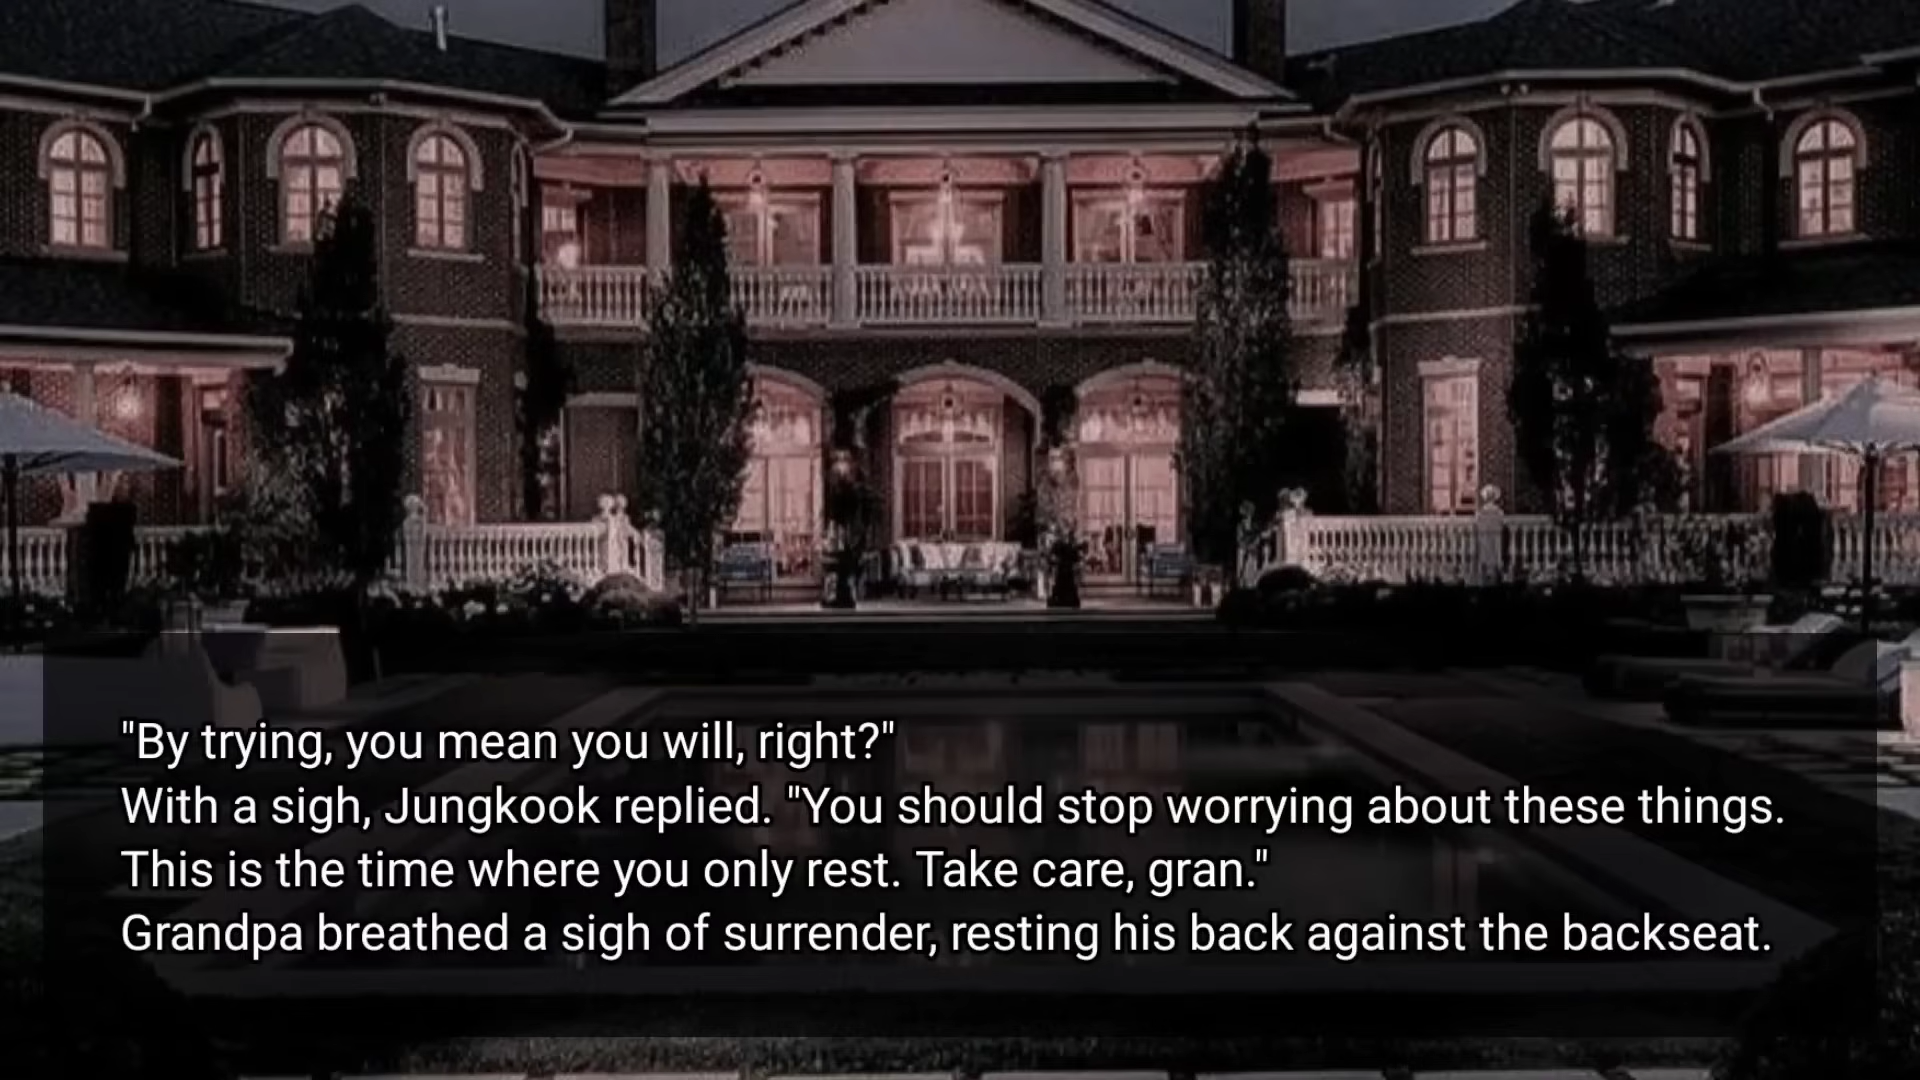 "By trying, you mean you will, right?"
With a sigh, Jungkook replied. "You should stop worrying about these things.
This is the time where you only rest. Take care, gran."
Grandpa breathed a sigh of surrender, resting his back against the backseat.